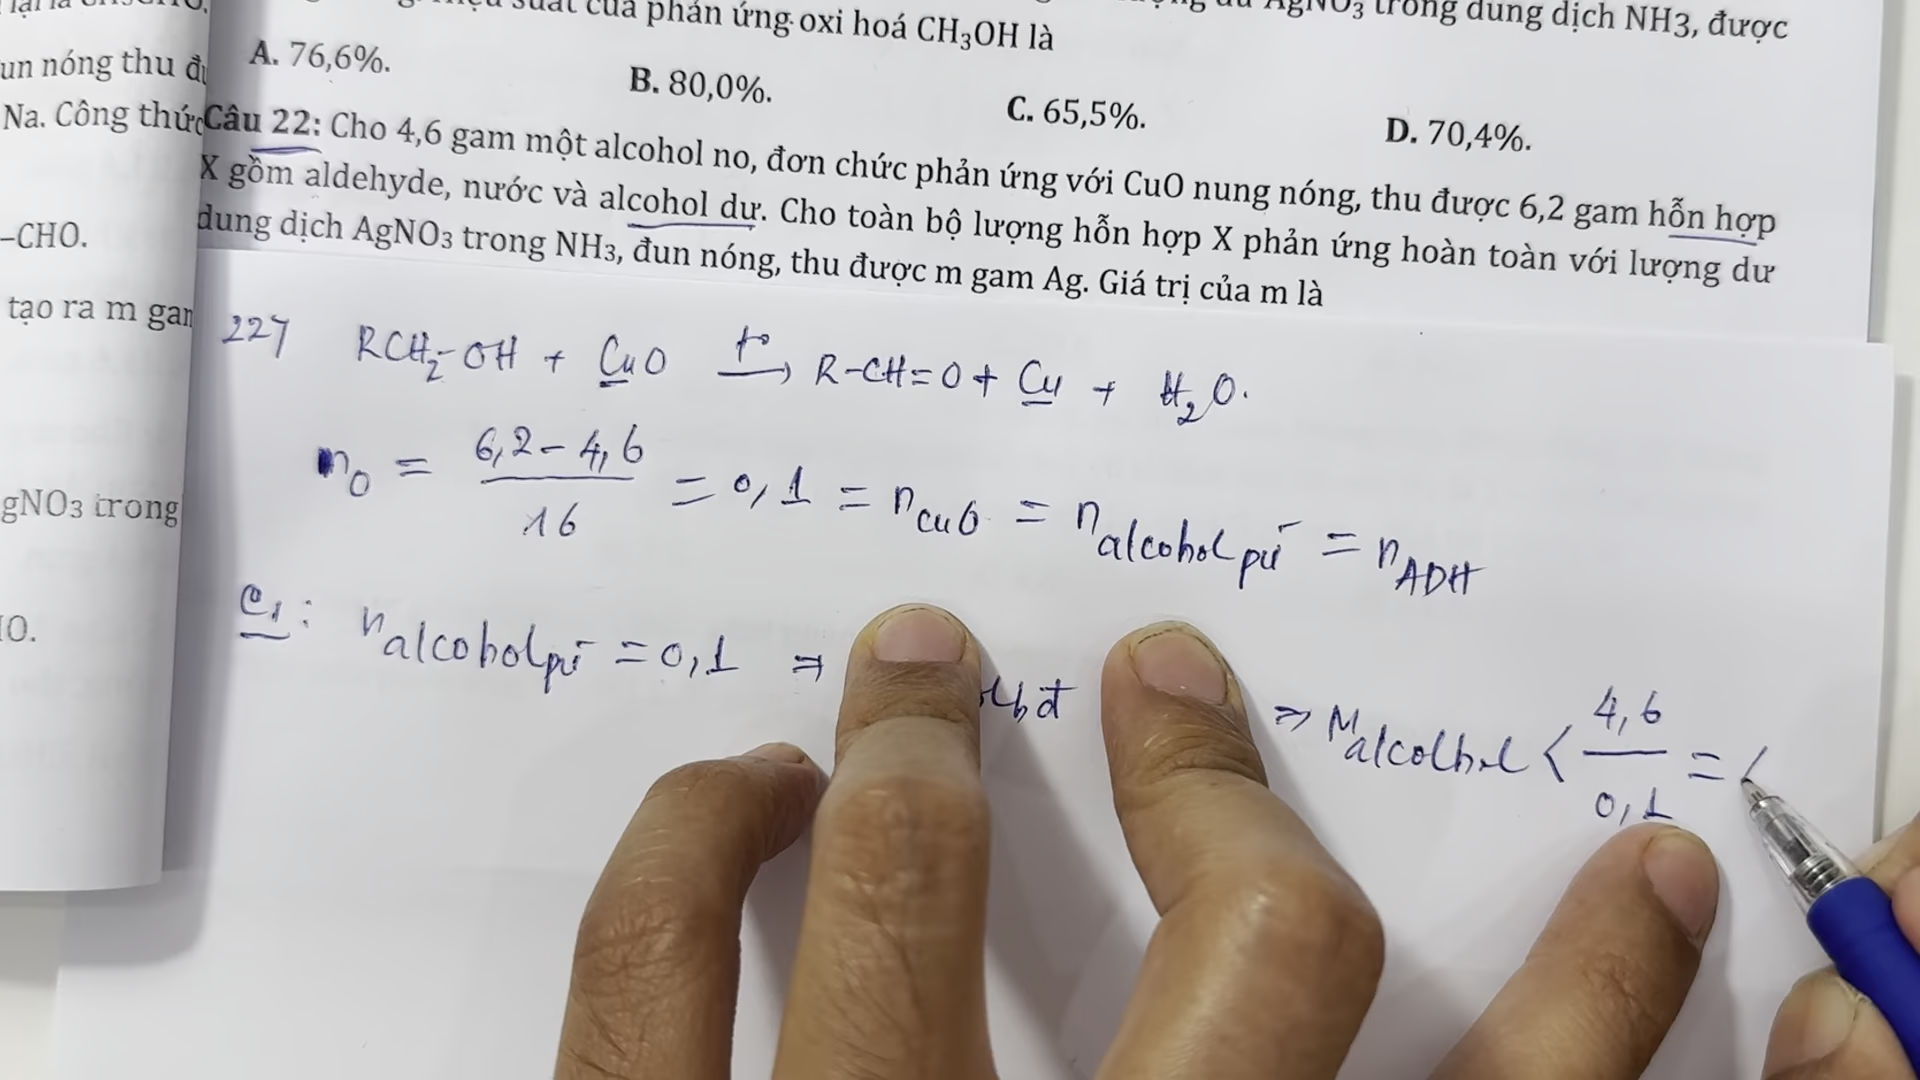 suất của phản ứng oxi hoá CH₃OH là
AgNO₃ trong dung dịch NH3, được
A. 76,6%. B. 80,0%. C. 65,5%. D. 70,4%.
Câu 22: Cho 4,6 gam một alcohol no, đơn chức phản ứng với CuO nung nóng, thu được 6,2 gam hỗn hợp
X gồm aldehyde, nước và alcohol dư. Cho toàn bộ lượng hỗn hợp X phản ứng hoàn toàn với lượng dư
dung dịch AgNO₃ trong NH₃, đun nóng, thu được m gam Ag. Giá trị của m là
un nóng thu
Na. Công thức
–CHO.
tạo ra m gan
gNO₃ trong
IO.
22) RCH₂-OH + CuO t° → R-CH=O + Cu + H₂O.
nO = (6,2 - 4,6)/16 = 0,1 = nCuO = nalcohol pứ = nADH
C₁: nalcohol pứ = 0,1 ⇒ bđ ⇒ Malcolhol < 4,6/0,1 =